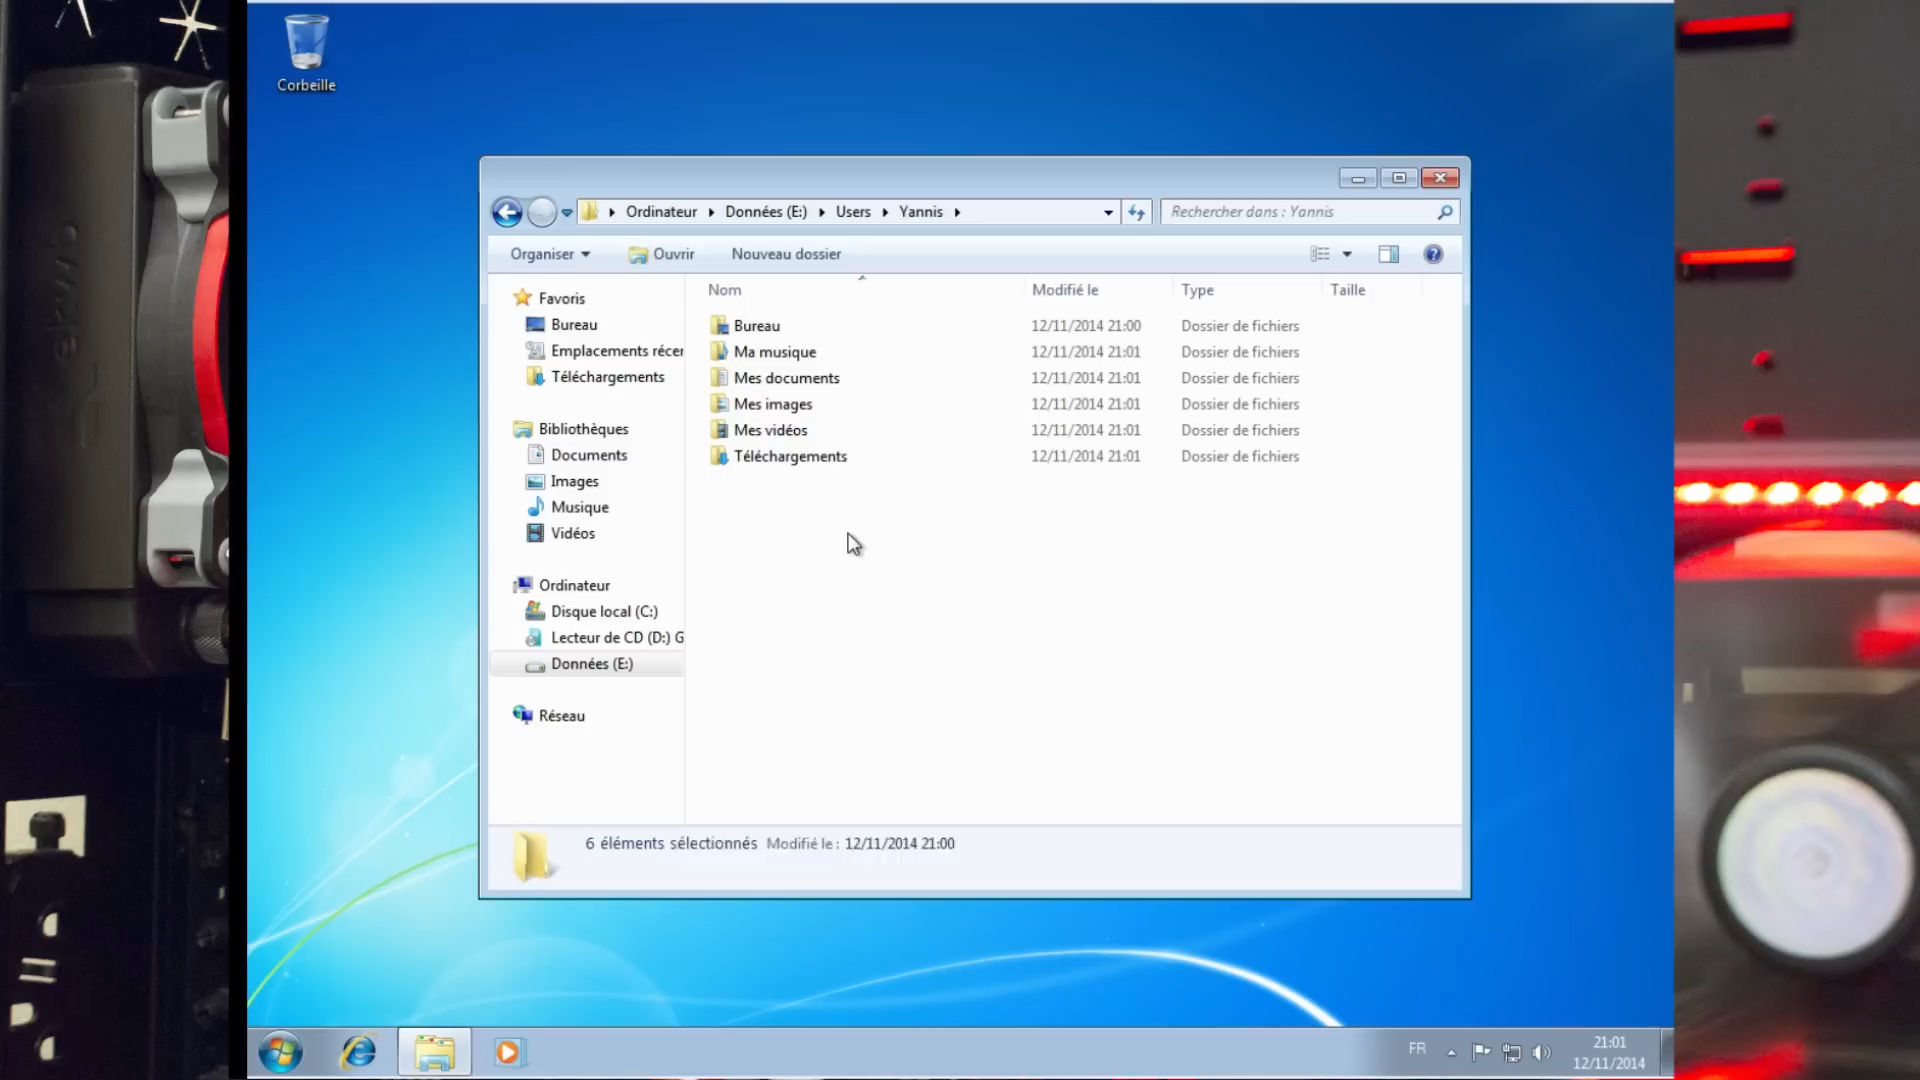 Corbeille
Ordinateur Données (E:) Users Yannis
Rechercher dans : Yannis
Organiser Ouvrir Nouveau dossier
Nom Modifié le Type Taille
Favoris
Bureau
Emplacements récer
Téléchargements
Bibliothèques
Documents
Images
Musique
Vidéos
Ordinateur
Disque local (C:)
Lecteur de CD (D:) G
Données (E:)
Réseau
Bureau 12/11/2014 21:00 Dossier de fichiers
Ma musique 12/11/2014 21:01 Dossier de fichiers
Mes documents 12/11/2014 21:01 Dossier de fichiers
Mes images 12/11/2014 21:01 Dossier de fichiers
Mes vidéos 12/11/2014 21:01 Dossier de fichiers
Téléchargements 12/11/2014 21:01 Dossier de fichiers
6 éléments sélectionnés Modifié le : 12/11/2014 21:00
FR
21:01
12/11/2014